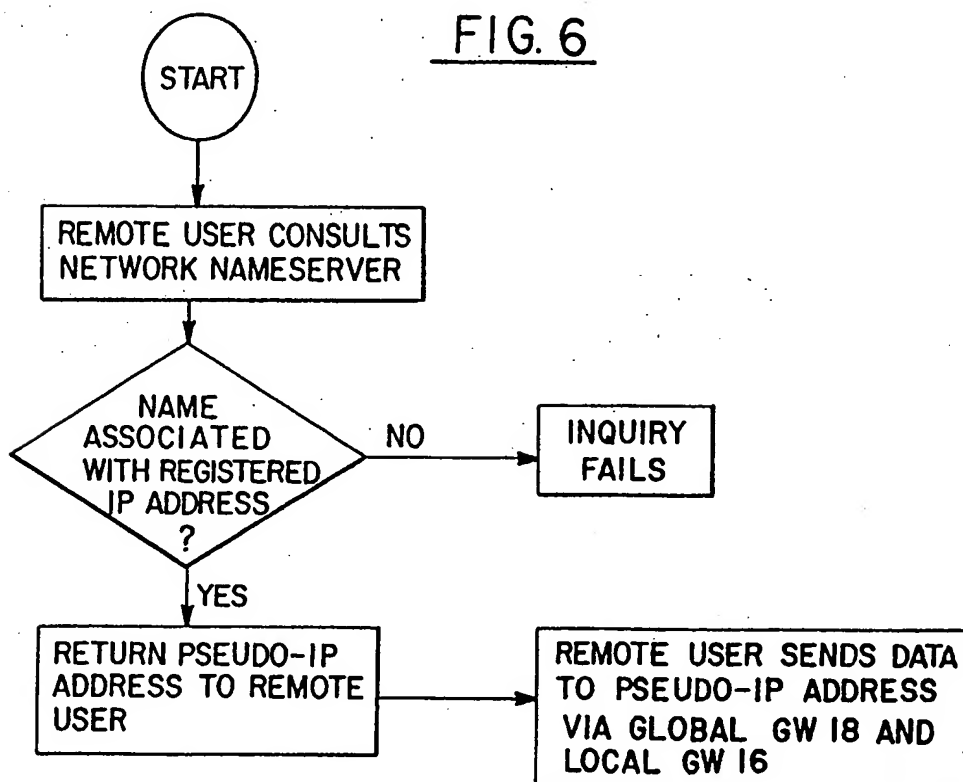 FIG. 6
START
REMOTE USER CONSULTS
NETWORK NAMESERVER
NAME
ASSOCIATED
WITH REGISTERED
IP ADDRESS
?
NO
INQUIRY
FAILS
YES
RETURN PSEUDO-IP
ADDRESS TO REMOTE
USER
REMOTE USER SENDS DATA
TO PSEUDO-IP ADDRESS
VIA GLOBAL GW 18 AND
LOCAL GW 16